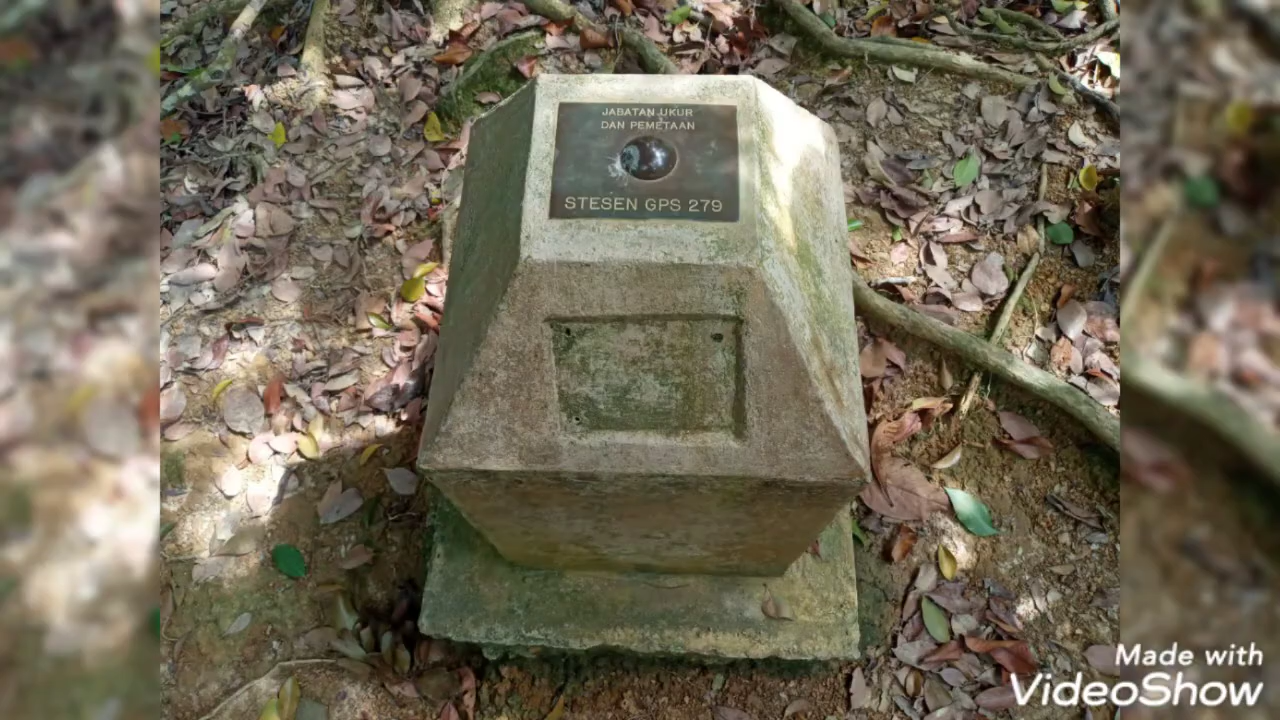 JABATAN UKUR
DAN PEMETAAN
STESEN GPS 279
Made with
VideoShow